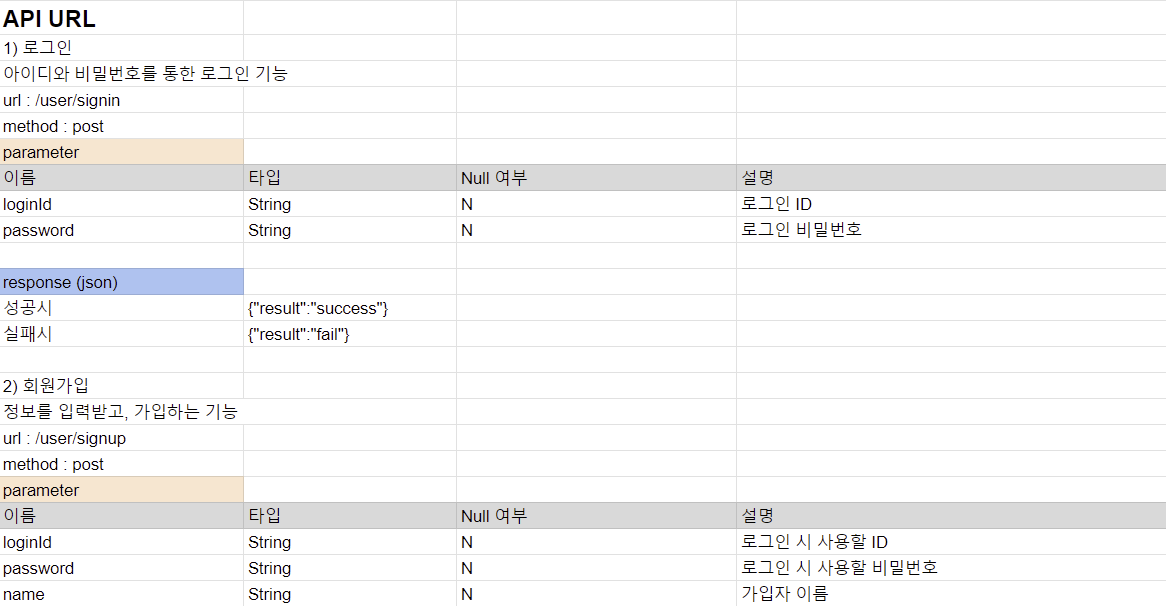 API URL
1) 로그인
아이디와 비밀번호를 통한 로그인 기능
url : /user/signin
method : post
parameter
이름 타입 Null 여부 설명
loginId String N 로그인 ID
password String N 로그인 비밀번호
response (json)
성공시 {"result":"success"}
실패시 {"result":"fail"}
2) 회원가입
정보를 입력받고, 가입하는 기능
url : /user/signup
method : post
parameter
이름 타입 Null 여부 설명
loginId String N 로그인 시 사용할 ID
password String N 로그인 시 사용할 비밀번호
name String N 가입자 이름